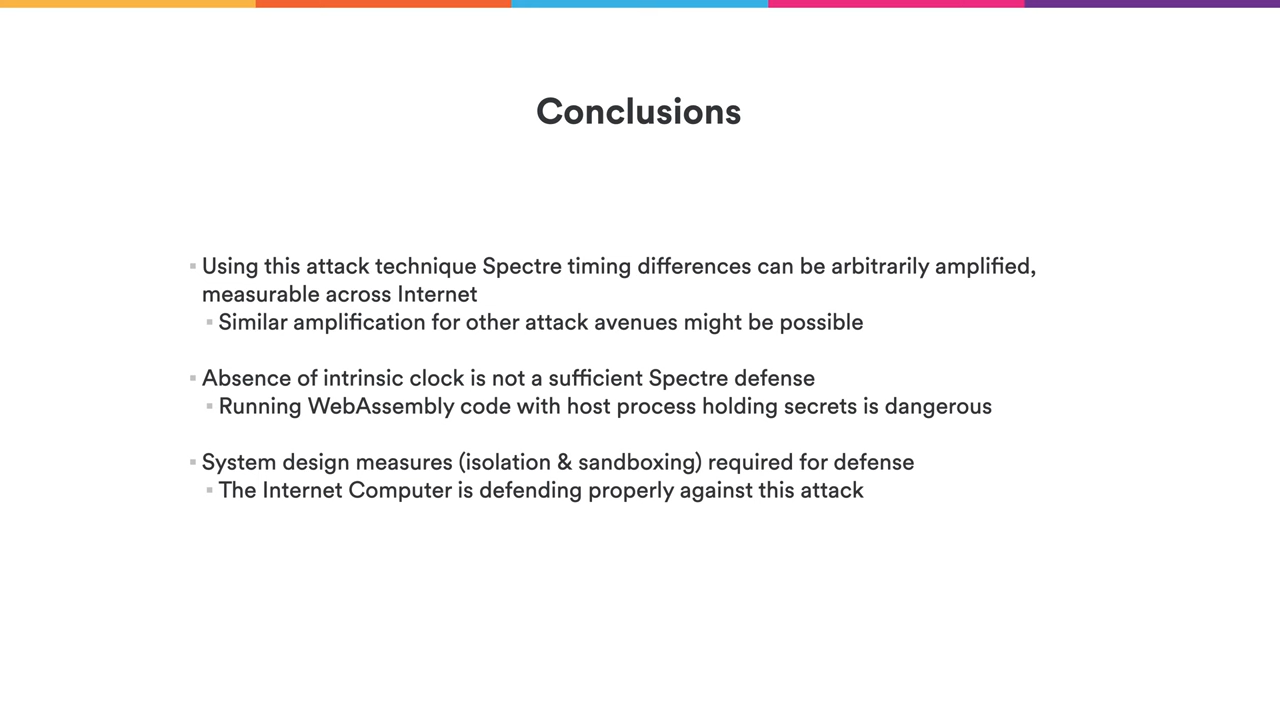 Conclusions
▪ Using this attack technique Spectre timing differences can be arbitrarily amplified,
measurable across Internet
▪ Similar amplification for other attack avenues might be possible
▪ Absence of intrinsic clock is not a sufficient Spectre defense
▪ Running WebAssembly code with host process holding secrets is dangerous
▪ System design measures (isolation & sandboxing) required for defense
▪ The Internet Computer is defending properly against this attack